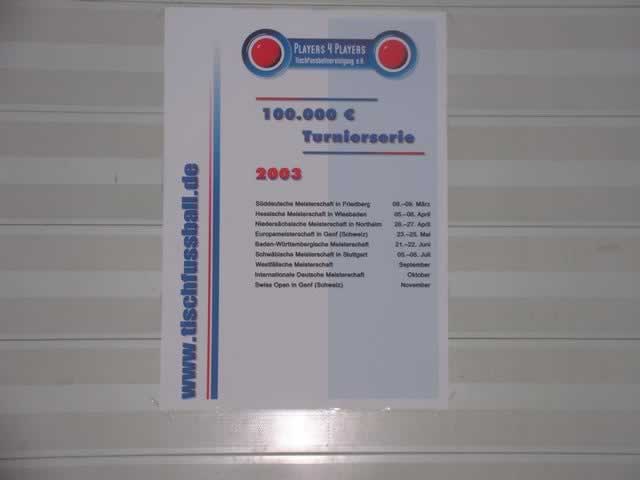 PLAYERS 4 PLAYERS
Tischfussballvereinigung e.V.
100.000 €
Turnierserie
2003
Süddeutsche Meisterschaft in Friedberg 08.-09. März
Hessische Meisterschaft in Wiesbaden 05.-06. April
Niedersächsische Meisterschaft in Northeim 26.-27. April
Europameisterschaft in Genf (Schweiz) 23.-25. Mai
Baden-Württembergische Meisterschaft 21.-22. Juni
Schwäbische Meisterschaft in Stuttgart 05.-06. Juli
Westfälische Meisterschaft September
Internationale Deutsche Meisterschaft Oktober
Swiss Open in Genf (Schweiz) November
www.tischfussball.de